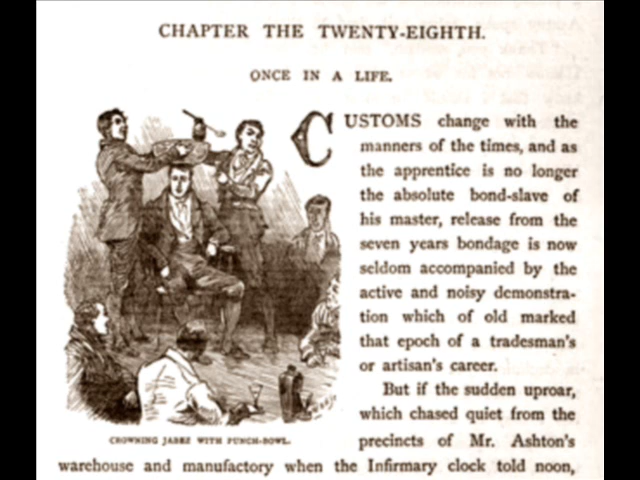 CHAPTER THE TWENTY-EIGHTH.
ONCE IN A LIFE.
CUSTOMS change with the
manners of the times, and as
the apprentice is no longer
the absolute bond-slave of
his master, release from the
seven years bondage is now
seldom accompanied by the
active and noisy demonstra-
tion which of old marked
that epoch of a tradesman's
or artisan's career.
But if the sudden uproar,
which chased quiet from the
CROWNING JABEZ WITH PUNCH-BOWL.
precincts of Mr. Ashton's
warehouse and manufactory when the Infirmary clock told noon,